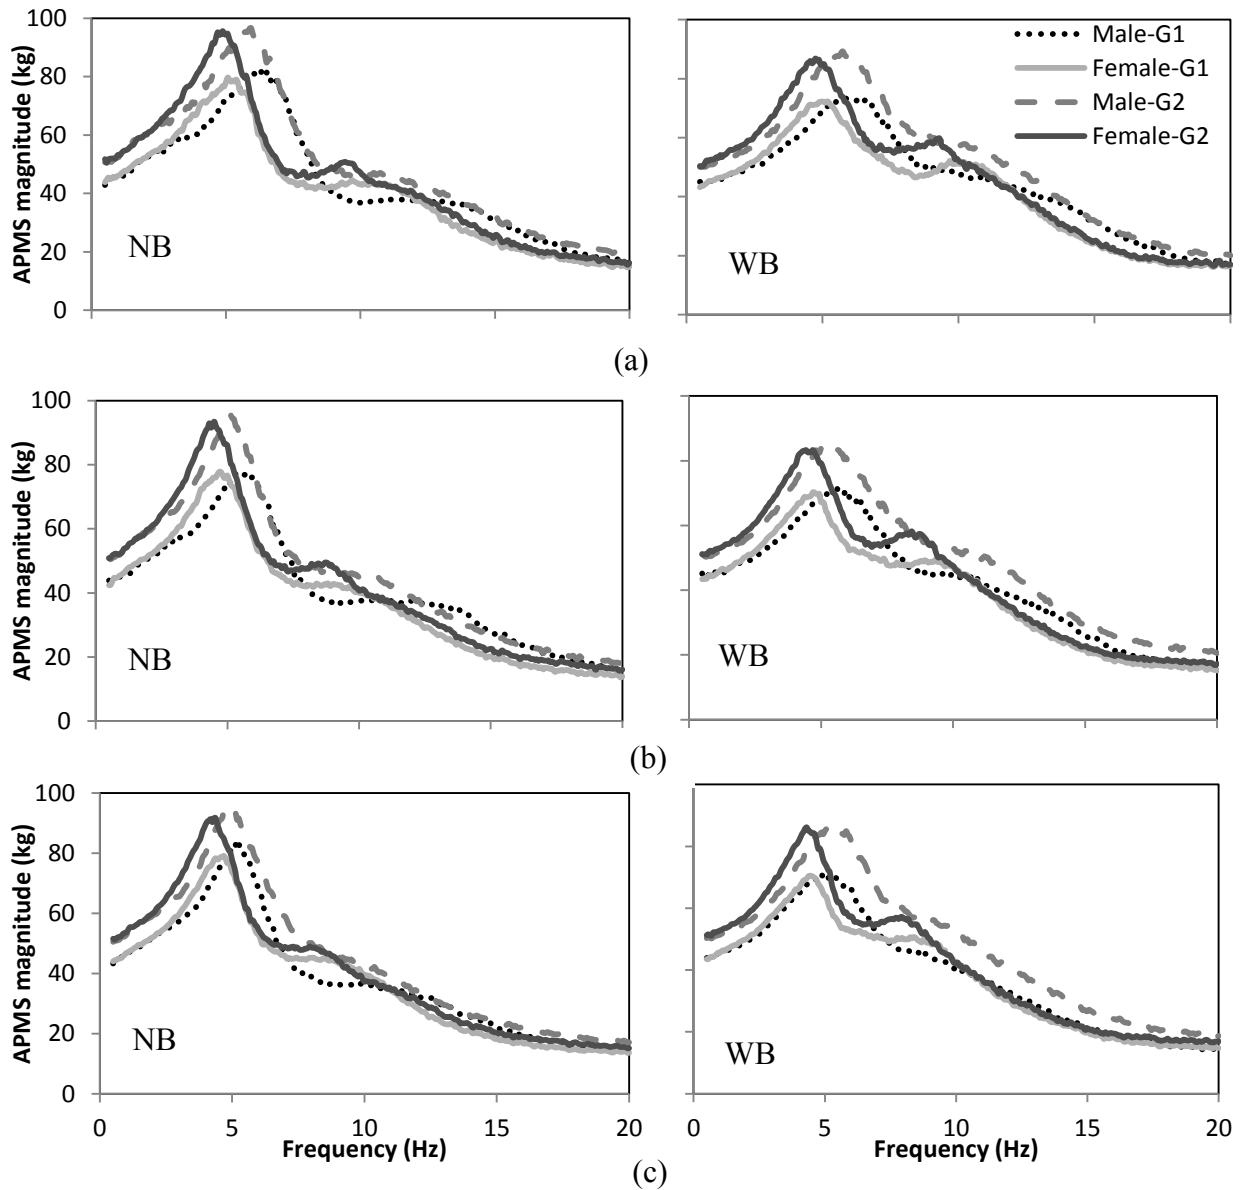 APMS magnitude (kg)
100
80
60
40
20
0
NB
WB
Male-G1
Female-G1
Male-G2
Female-G2
(a)
APMS magnitude (kg)
100
80
60
40
20
0
NB
WB
(b)
APMS magnitude (kg)
100
80
60
40
20
0
NB
WB
0 5 10 15 20
0 5 10 15 20
Frequency (Hz)
Frequency (Hz)
(c)